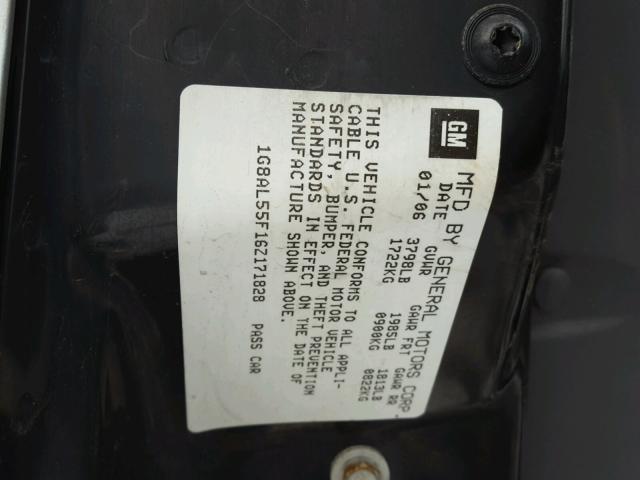 GM MFD BY GENERAL MOTORS CORP.
DATE GVWR GAWR FRT GAWR RR
01/06 3798LB 1985LB 1813LB
1722KG 0900KG 0822KG
THIS VEHICLE CONFORMS TO ALL APPLI-
CABLE U.S. FEDERAL MOTOR VEHICLE
SAFETY, BUMPER, AND THEFT PREVENTION
STANDARDS IN EFFECT ON THE DATE OF
MANUFACTURE SHOWN ABOVE.
1G8AL55F16Z171828 PASS CAR